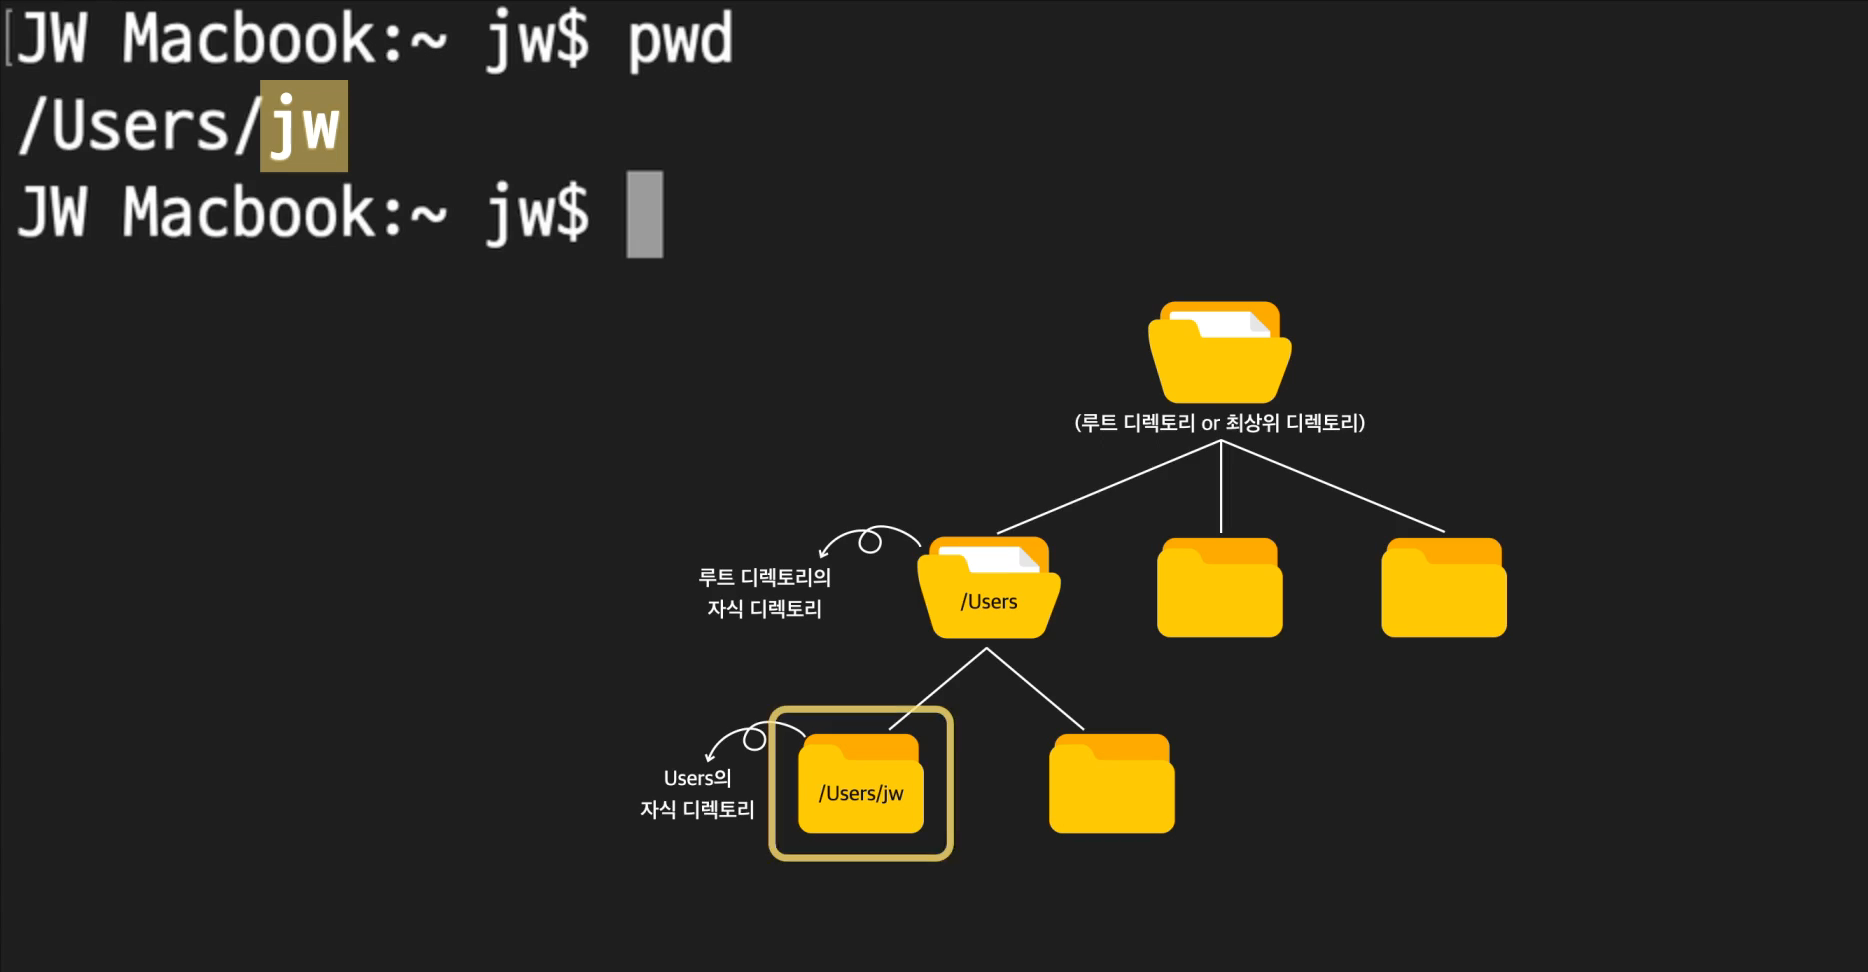 [JW Macbook:~ jw$ pwd
/Users/jw
JW Macbook:~ jw$
(루트 디렉토리 or 최상위 디렉토리)
루트 디렉토리의
자식 디렉토리
/Users
Users의
자식 디렉토리
/Users/jw